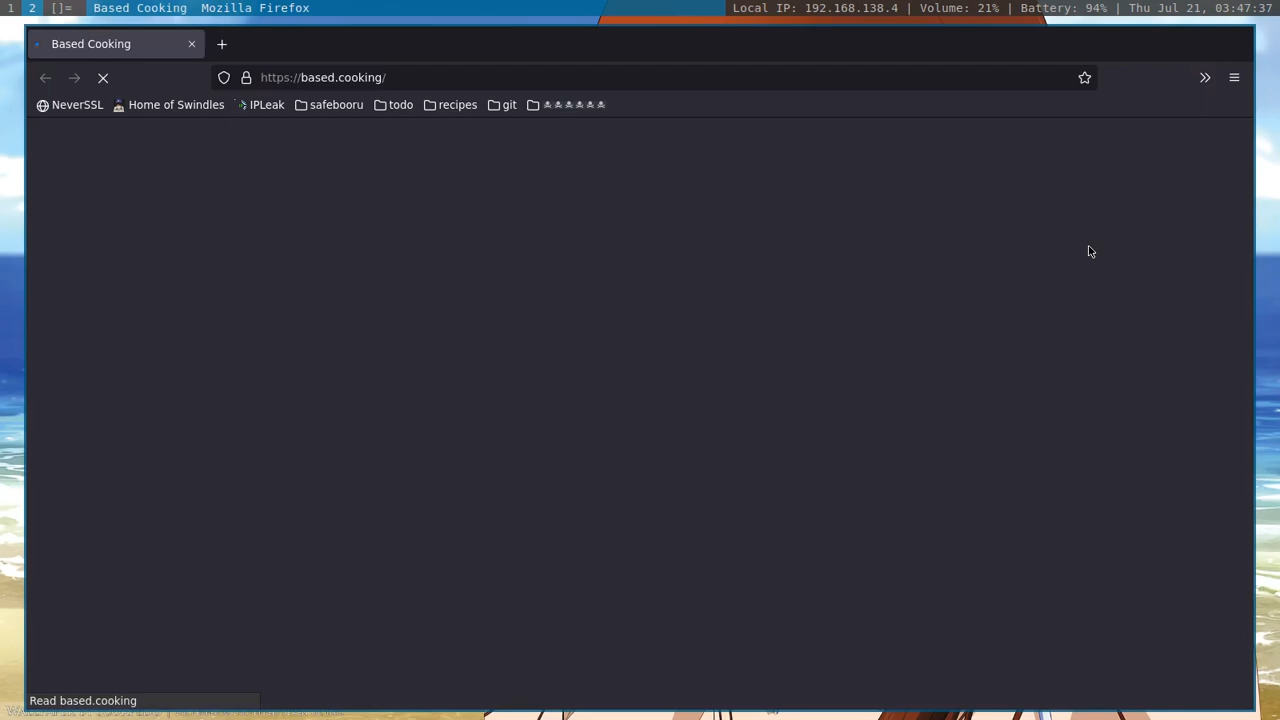 1 2 []= Based Cooking Mozilla Firefox Local IP: 192.168.138.4 | Volume: 21% | Battery: 94% | Thu Jul 21, 03:47:37
Based Cooking
https://based.cooking/
NeverSSL Home of Swindles IPLeak safebooru todo recipes git ☠☠☠☠☠☠
Read based.cooking